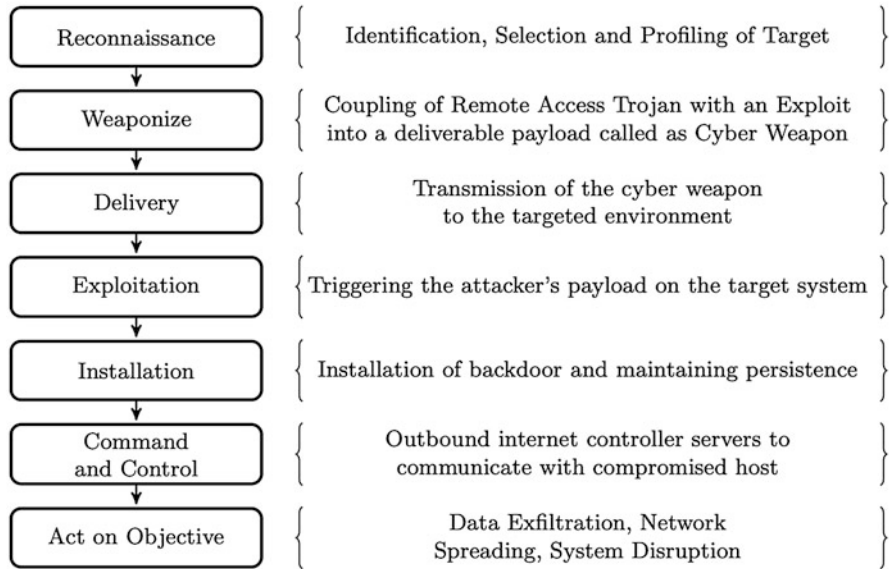 Reconnaissance
Identification, Selection and Profiling of Target
Weaponize
Coupling of Remote Access Trojan with an Exploit
into a deliverable payload called as Cyber Weapon
Delivery
Transmission of the cyber weapon
to the targeted environment
Exploitation
Triggering the attacker's payload on the target system
Installation
Installation of backdoor and maintaining persistence
Command
and Control
Outbound internet controller servers to
communicate with compromised host
Act on Objective
Data Exfiltration, Network
Spreading, System Disruption